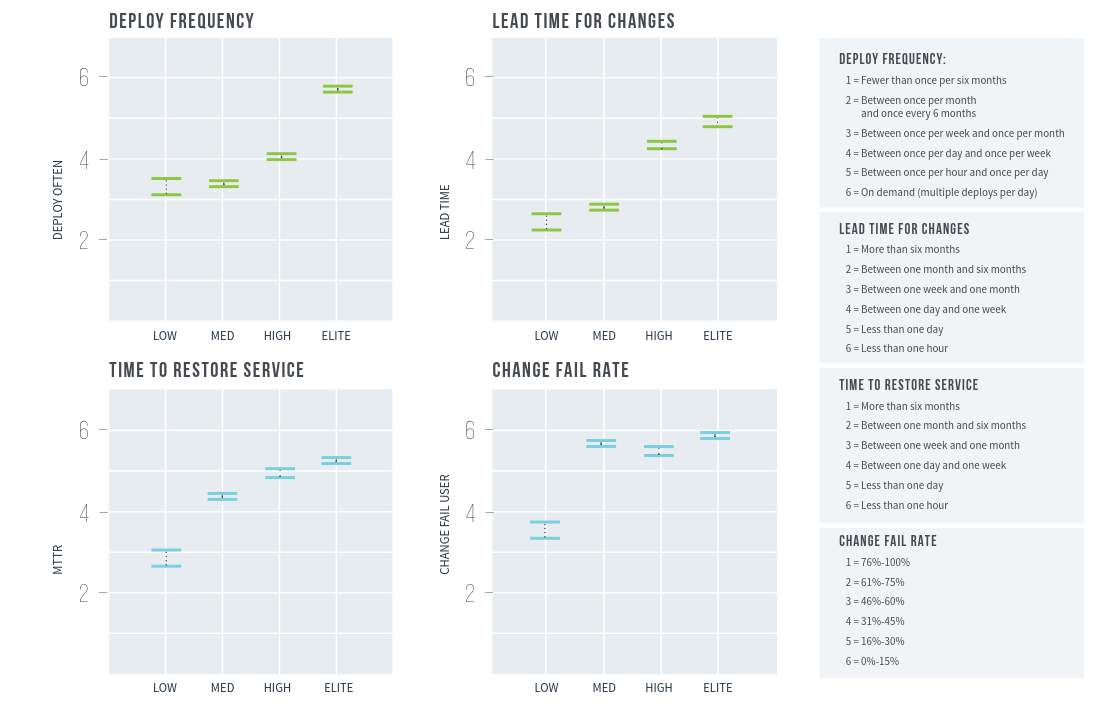 DEPLOY FREQUENCY
6
4
2
DEPLOY OFTEN
LOW MED HIGH ELITE
LEAD TIME FOR CHANGES
6
4
2
LEAD TIME
LOW MED HIGH ELITE
TIME TO RESTORE SERVICE
6
4
2
MTTR
LOW MED HIGH ELITE
CHANGE FAIL RATE
6
4
2
CHANGE FAIL USER
LOW MED HIGH ELITE
DEPLOY FREQUENCY:
1 = Fewer than once per six months
2 = Between once per month
and once every 6 months
3 = Between once per week and once per month
4 = Between once per day and once per week
5 = Between once per hour and once per day
6 = On demand (multiple deploys per day)
LEAD TIME FOR CHANGES
1 = More than six months
2 = Between one month and six months
3 = Between one week and one month
4 = Between one day and one week
5 = Less than one day
6 = Less than one hour
TIME TO RESTORE SERVICE
1 = More than six months
2 = Between one month and six months
3 = Between one week and one month
4 = Between one day and one week
5 = Less than one day
6 = Less than one hour
CHANGE FAIL RATE
1 = 76%-100%
2 = 61%-75%
3 = 46%-60%
4 = 31%-45%
5 = 16%-30%
6 = 0%-15%